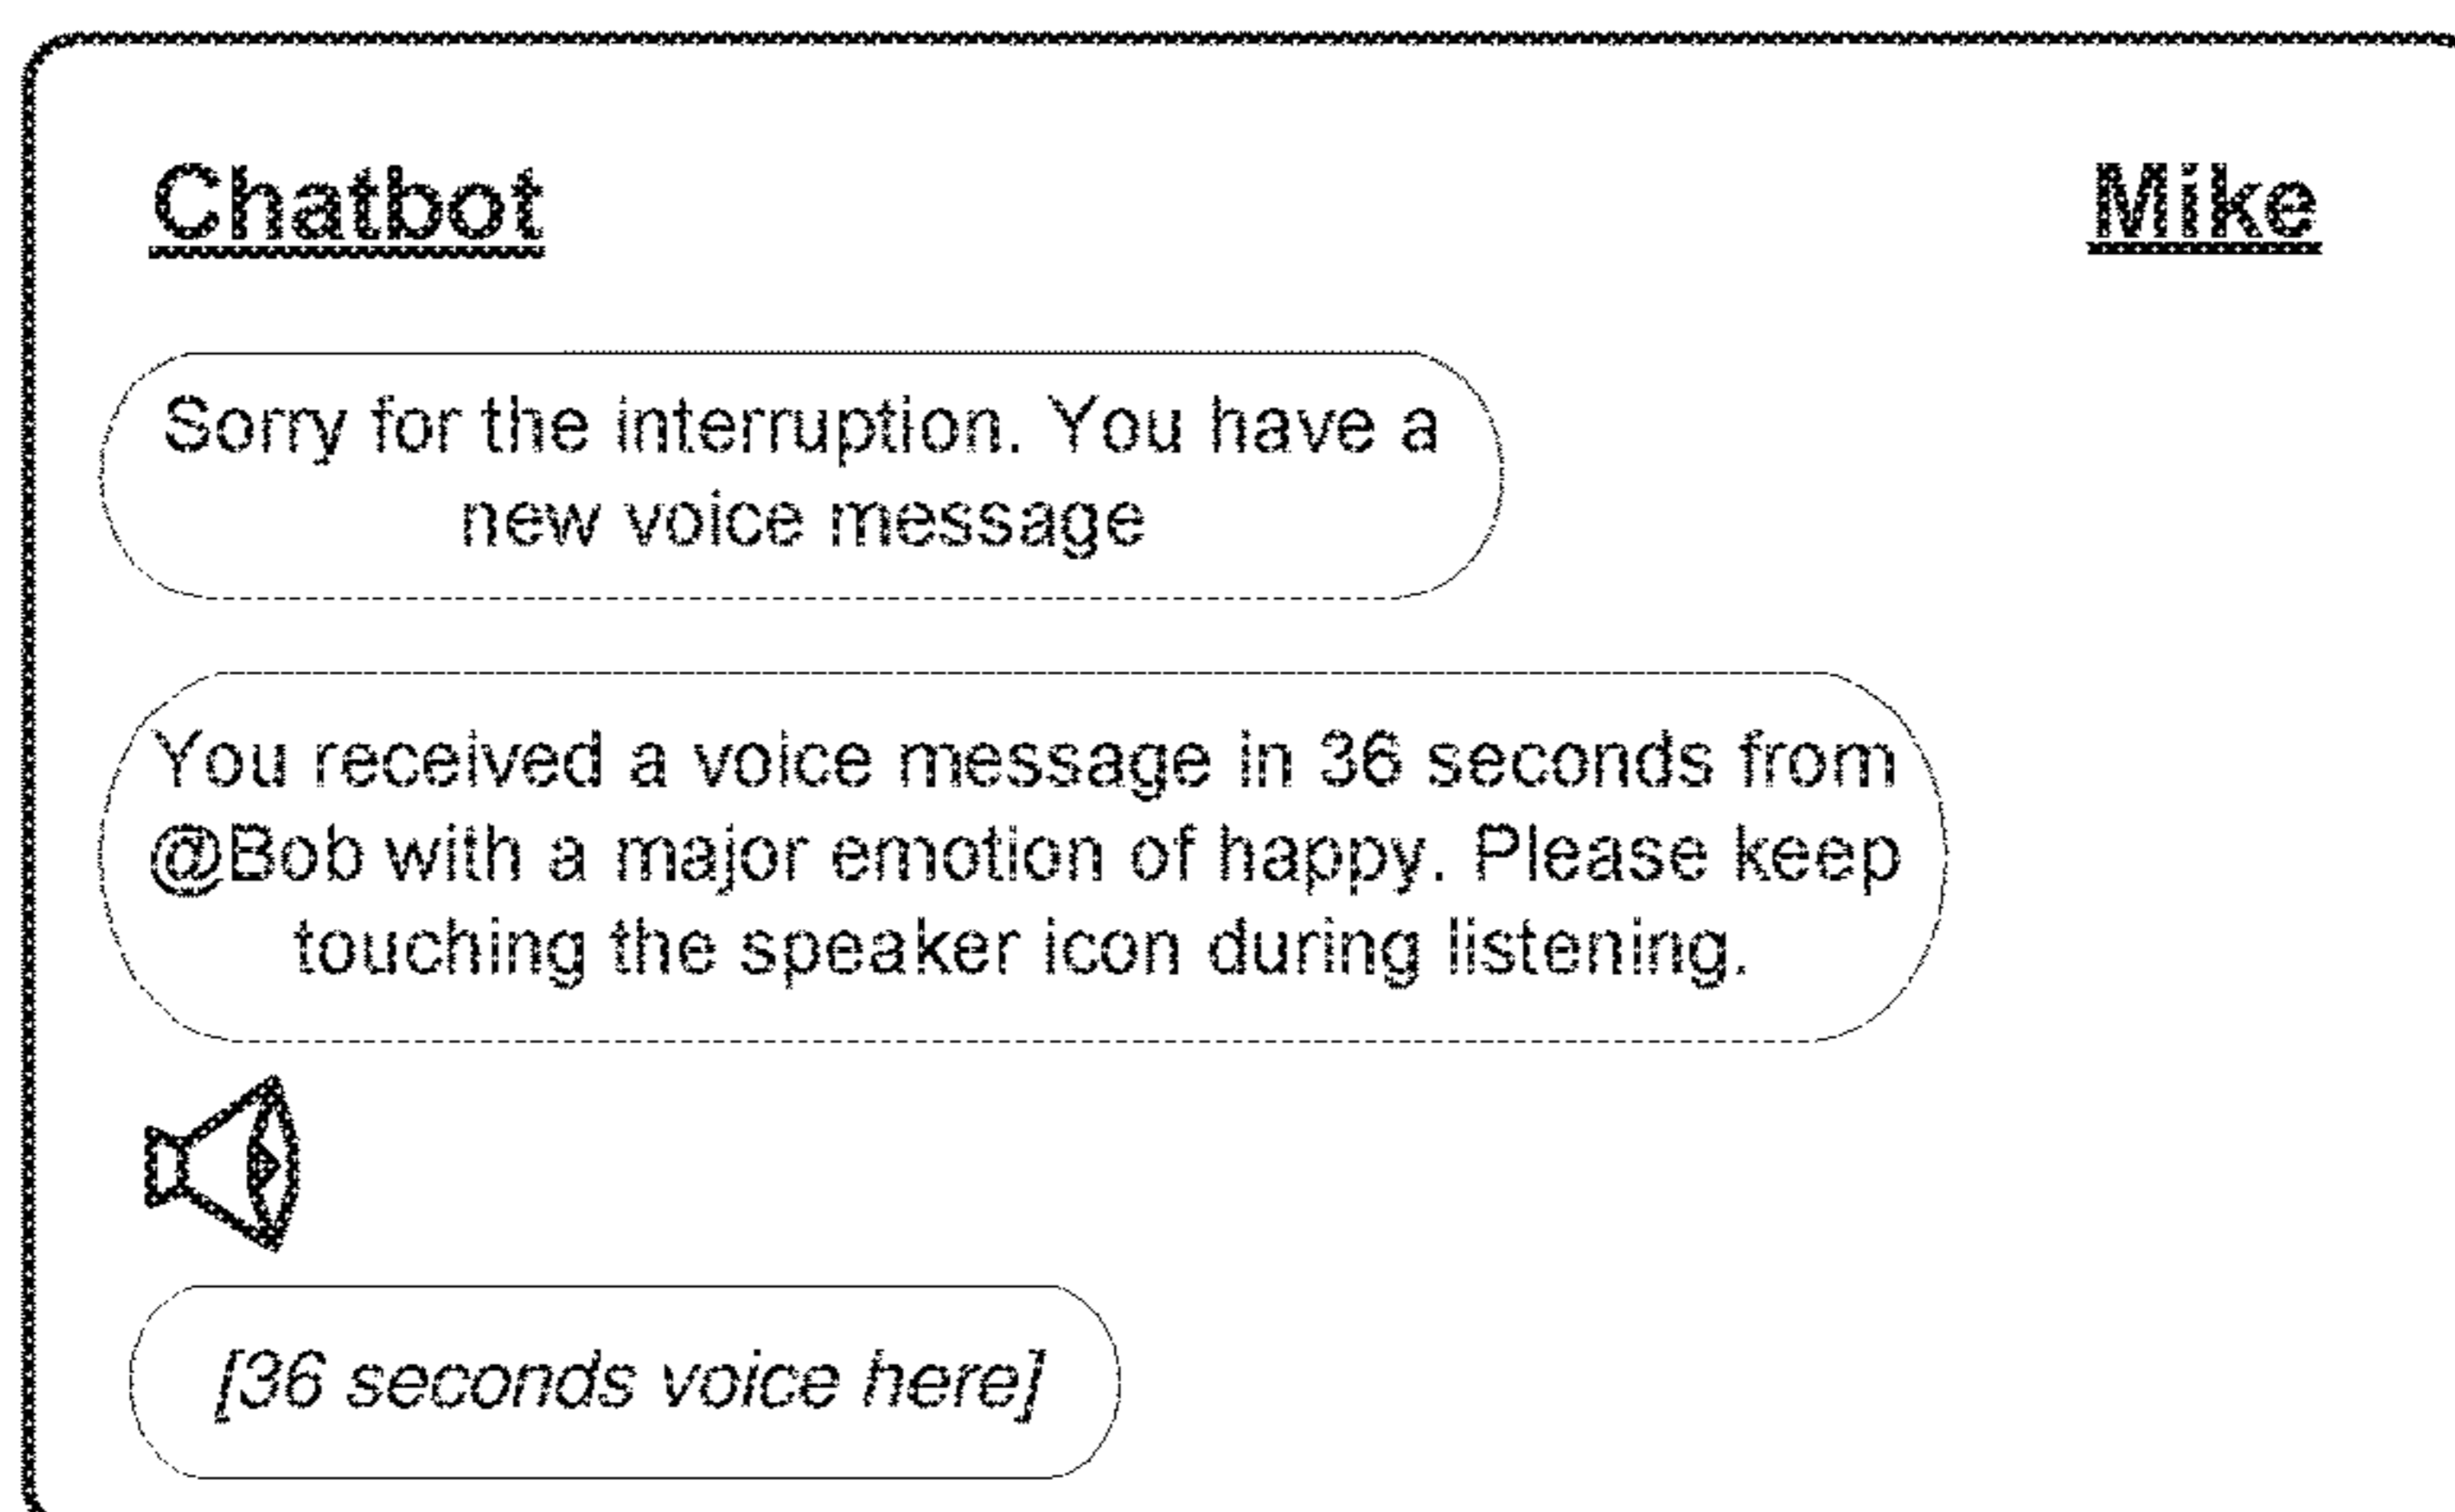 Chatbot Mike
Sorry for the interruption. You have a
new voice message
You received a voice message in 36 seconds from
@Bob with a major emotion of happy. Please keep
touching the speaker icon during listening.
[36 seconds voice here]